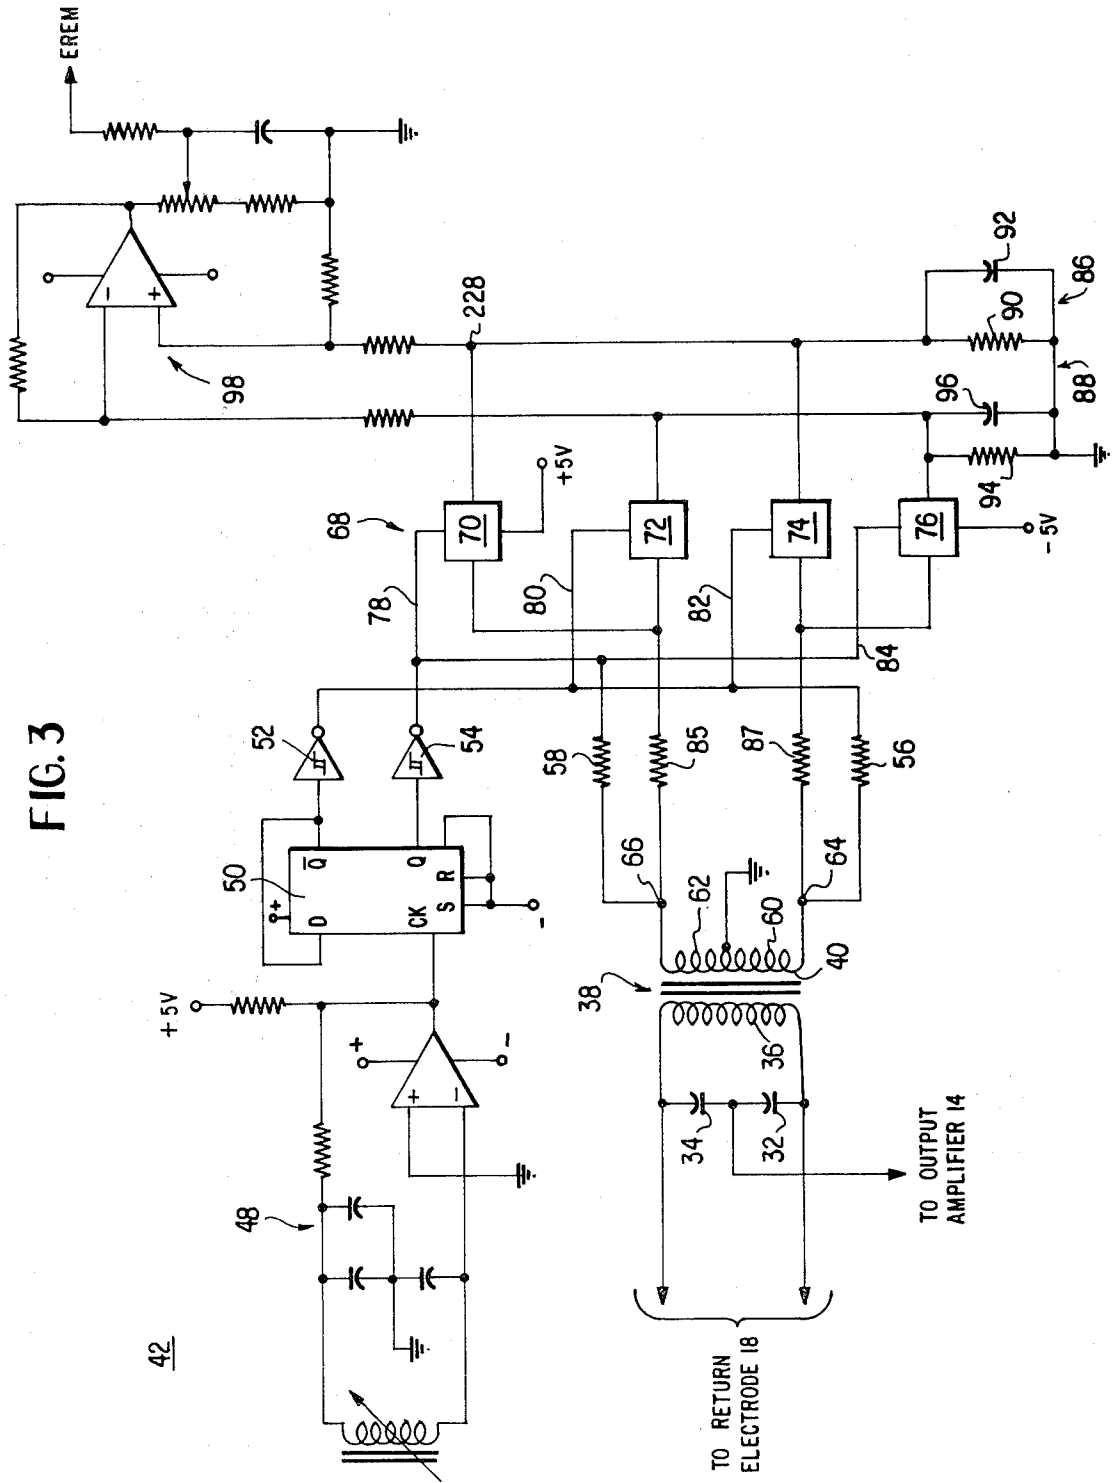 FIG. 3
42
48
+5V
+
-
+
-
50
+
D
Q̅
CK
Q
S
R
-
52
54
78
68
70
+5V
98
-
+
EREM
228
80
72
82
74
84
76
-5V
58
85
87
56
66
64
62
60
38
40
36
34
32
94
96
88
90
86
92
TO RETURN
ELECTRODE 18
TO OUTPUT
AMPLIFIER 14